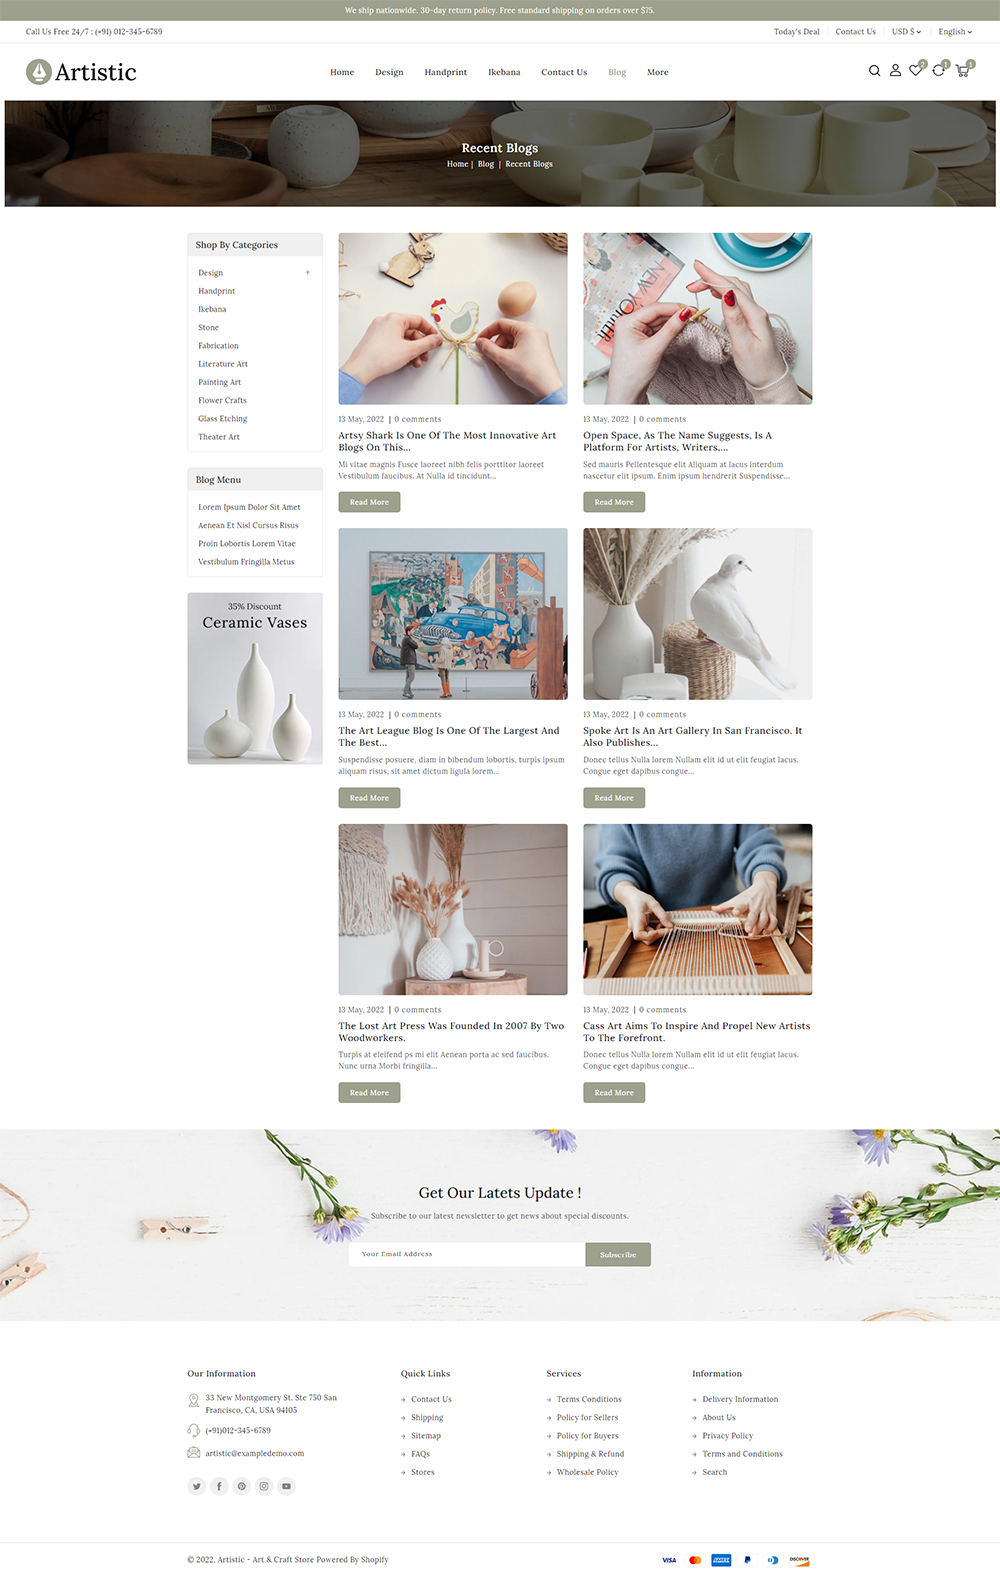 We ship nationwide. 30-day return policy. Free standard shipping on orders over $75.
Call Us Free 24/7 : (+91) 012-345-6789
Today's Deal
Contact Us
USD $
English
Artistic
Home
Design
Handprint
Ikebana
Contact Us
Blog
More
2
1
1
Recent Blogs
Home | Blog | Recent Blogs
Shop By Categories
Design +
Handprint
Ikebana
Stone
Fabrication
Literature Art
Painting Art
Flower Crafts
Glass Etching
Theater Art
Blog Menu
Lorem Ipsum Dolor Sit Amet
Aenean Et Nisl Cursus Risus
Proin Lobortis Lorem Vitae
Vestibulum Fringilla Metus
35% Discount
Ceramic Vases
13 May, 2022 | 0 comments
Artsy Shark Is One Of The Most Innovative Art
Blogs On This...
Mi vitae magnis Fusce laoreet nibh felis porttitor laoreet
Vestibulum faucibus. At Nulla id tincidunt...
Read More
NEW YORKER
13 May, 2022 | 0 comments
Open Space, As The Name Suggests, Is A
Platform For Artists, Writers,...
Sed mauris Pellentesque elit Aliquam at lacus interdum
nascetur elit ipsum. Enim ipsum hendrerit Suspendisse...
Read More
13 May, 2022 | 0 comments
The Art League Blog Is One Of The Largest And
The Best...
Suspendisse posuere, diam in bibendum lobortis, turpis ipsum
aliquam risus, sit amet dictum ligula lorem...
Read More
13 May, 2022 | 0 comments
Spoke Art Is An Art Gallery In San Francisco. It
Also Publishes...
Donec tellus Nulla lorem Nullam elit id ut elit feugiat lacus.
Congue eget dapibus congue...
Read More
13 May, 2022 | 0 comments
The Lost Art Press Was Founded In 2007 By Two
Woodworkers.
Turpis at eleifend ps mi elit Aenean porta ac sed faucibus.
Nunc urna Morbi fringilla...
Read More
13 May, 2022 | 0 comments
Cass Art Aims To Inspire And Propel New Artists
To The Forefront.
Donec tellus Nulla lorem Nullam elit id ut elit feugiat lacus.
Congue eget dapibus congue...
Read More
Get Our Latets Update !
Subscribe to our latest newsletter to get news about special discounts.
Your Email Address
Subscribe
Our Information
33 New Montgomery St. Ste 750 San
Francisco, CA, USA 94105
(+91)012-345-6789
artistic@exampledemo.com
Quick Links
Contact Us
Shipping
Sitemap
FAQs
Stores
Services
Terms Conditions
Policy for Sellers
Policy for Buyers
Shipping & Refund
Wholesale Policy
Information
Delivery Information
About Us
Privacy Policy
Terms and Conditions
Search
© 2022, Artistic - Art & Craft Store Powered By Shopify
VISA
AMERICAN EXPRESS
DISCOVER